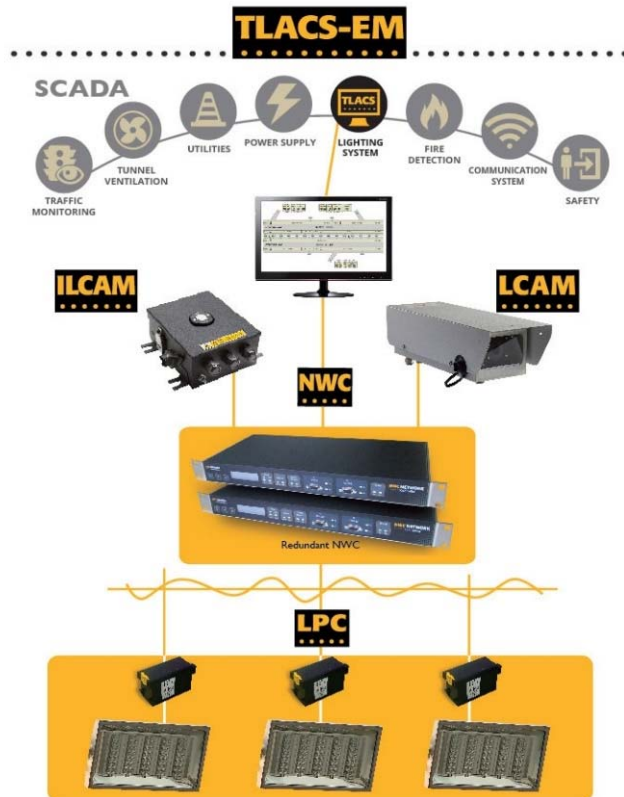 TLACS-EM
SCADA
TLACS
TRAFFIC
MONITORING
TUNNEL
VENTILATION
UTILITIES
POWER SUPPLY
LIGHTING
SYSTEM
FIRE
DETECTION
COMMUNICATION
SYSTEM
SAFETY
ILCAM
LCAM
NWC
Redundant NWC
LPC